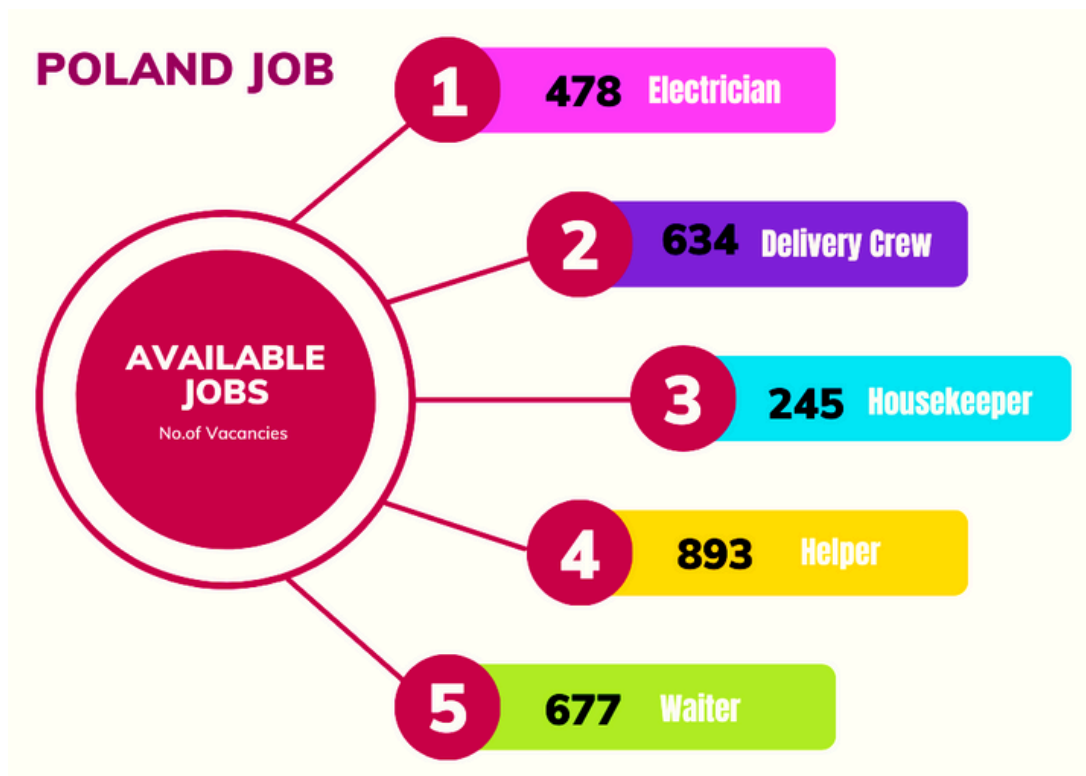 POLAND JOB
1
478 Electrician
2
634 Delivery Crew
AVAILABLE
JOBS
No.of Vacancies
3
245 Housekeeper
4
893 Helper
5
677 Waiter